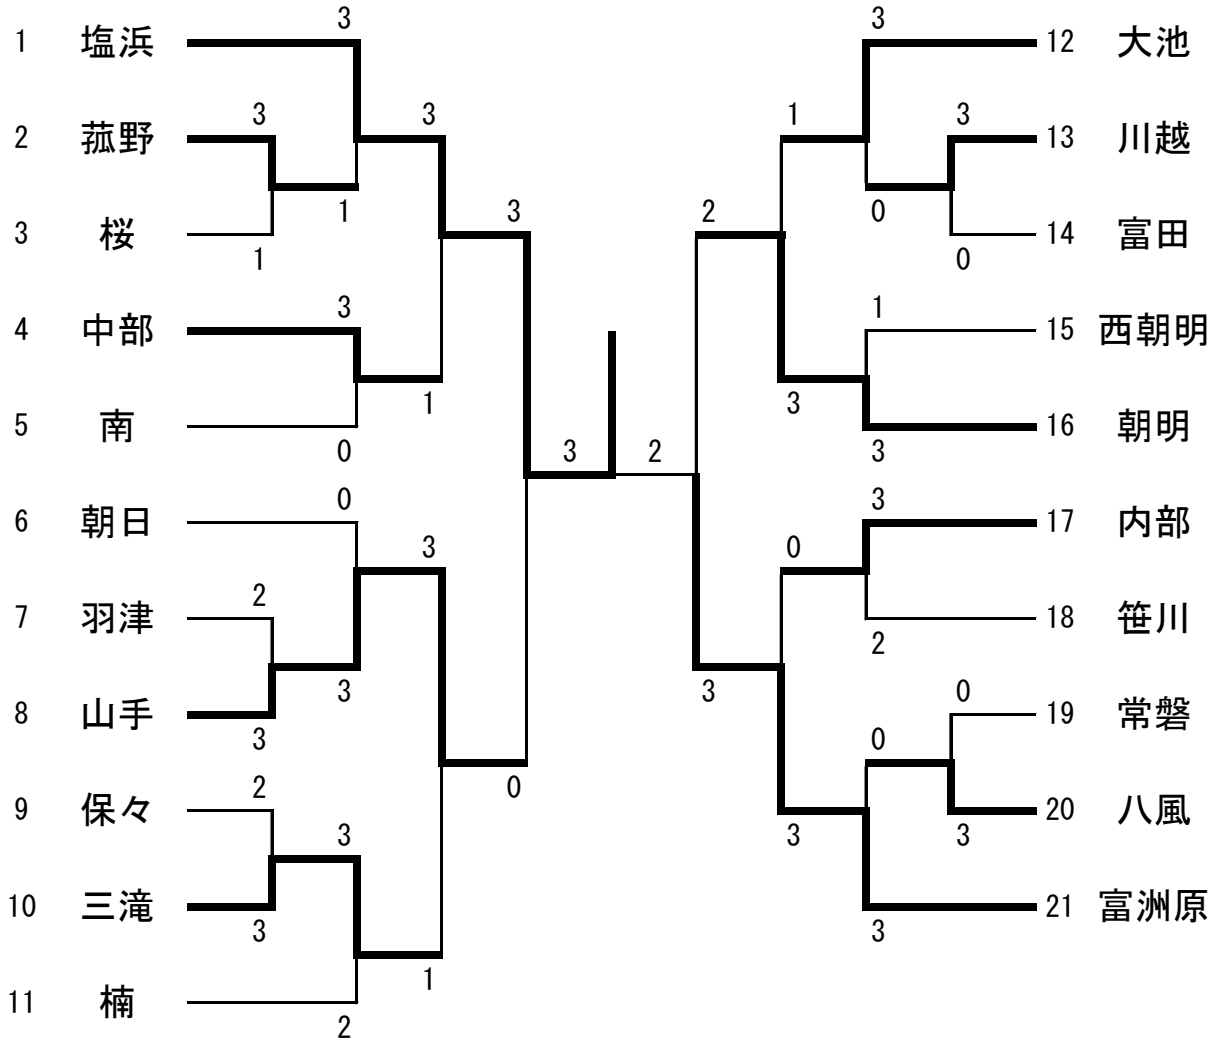 3 3
1 塩浜 12 大池
3 3 1 3
2 菰野 13 川越
1 3 2 0
3 桜 14 富田
1 0
3 1
4 中部 15 西朝明
1 3
5 南 16 朝明
0 3 2 3
0 3
6 朝日 17 内部
3 0
2
7 羽津 18 笹川
2
3 3 0
8 山手 19 常磐
3 0
2 0
9 保々 20 八風
3 3 3
10 三滝 21 富洲原
3 3
1
11 楠
2